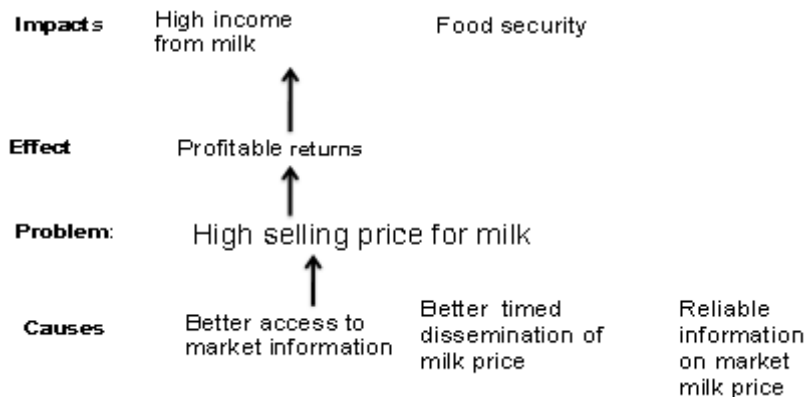 Impacts
High income
from milk
Food security
Effect
Profitable returns
Problem:
High selling price for milk
Causes
Better access to
market information
Better timed
dissemination of
milk price
Reliable
information
on market
milk price